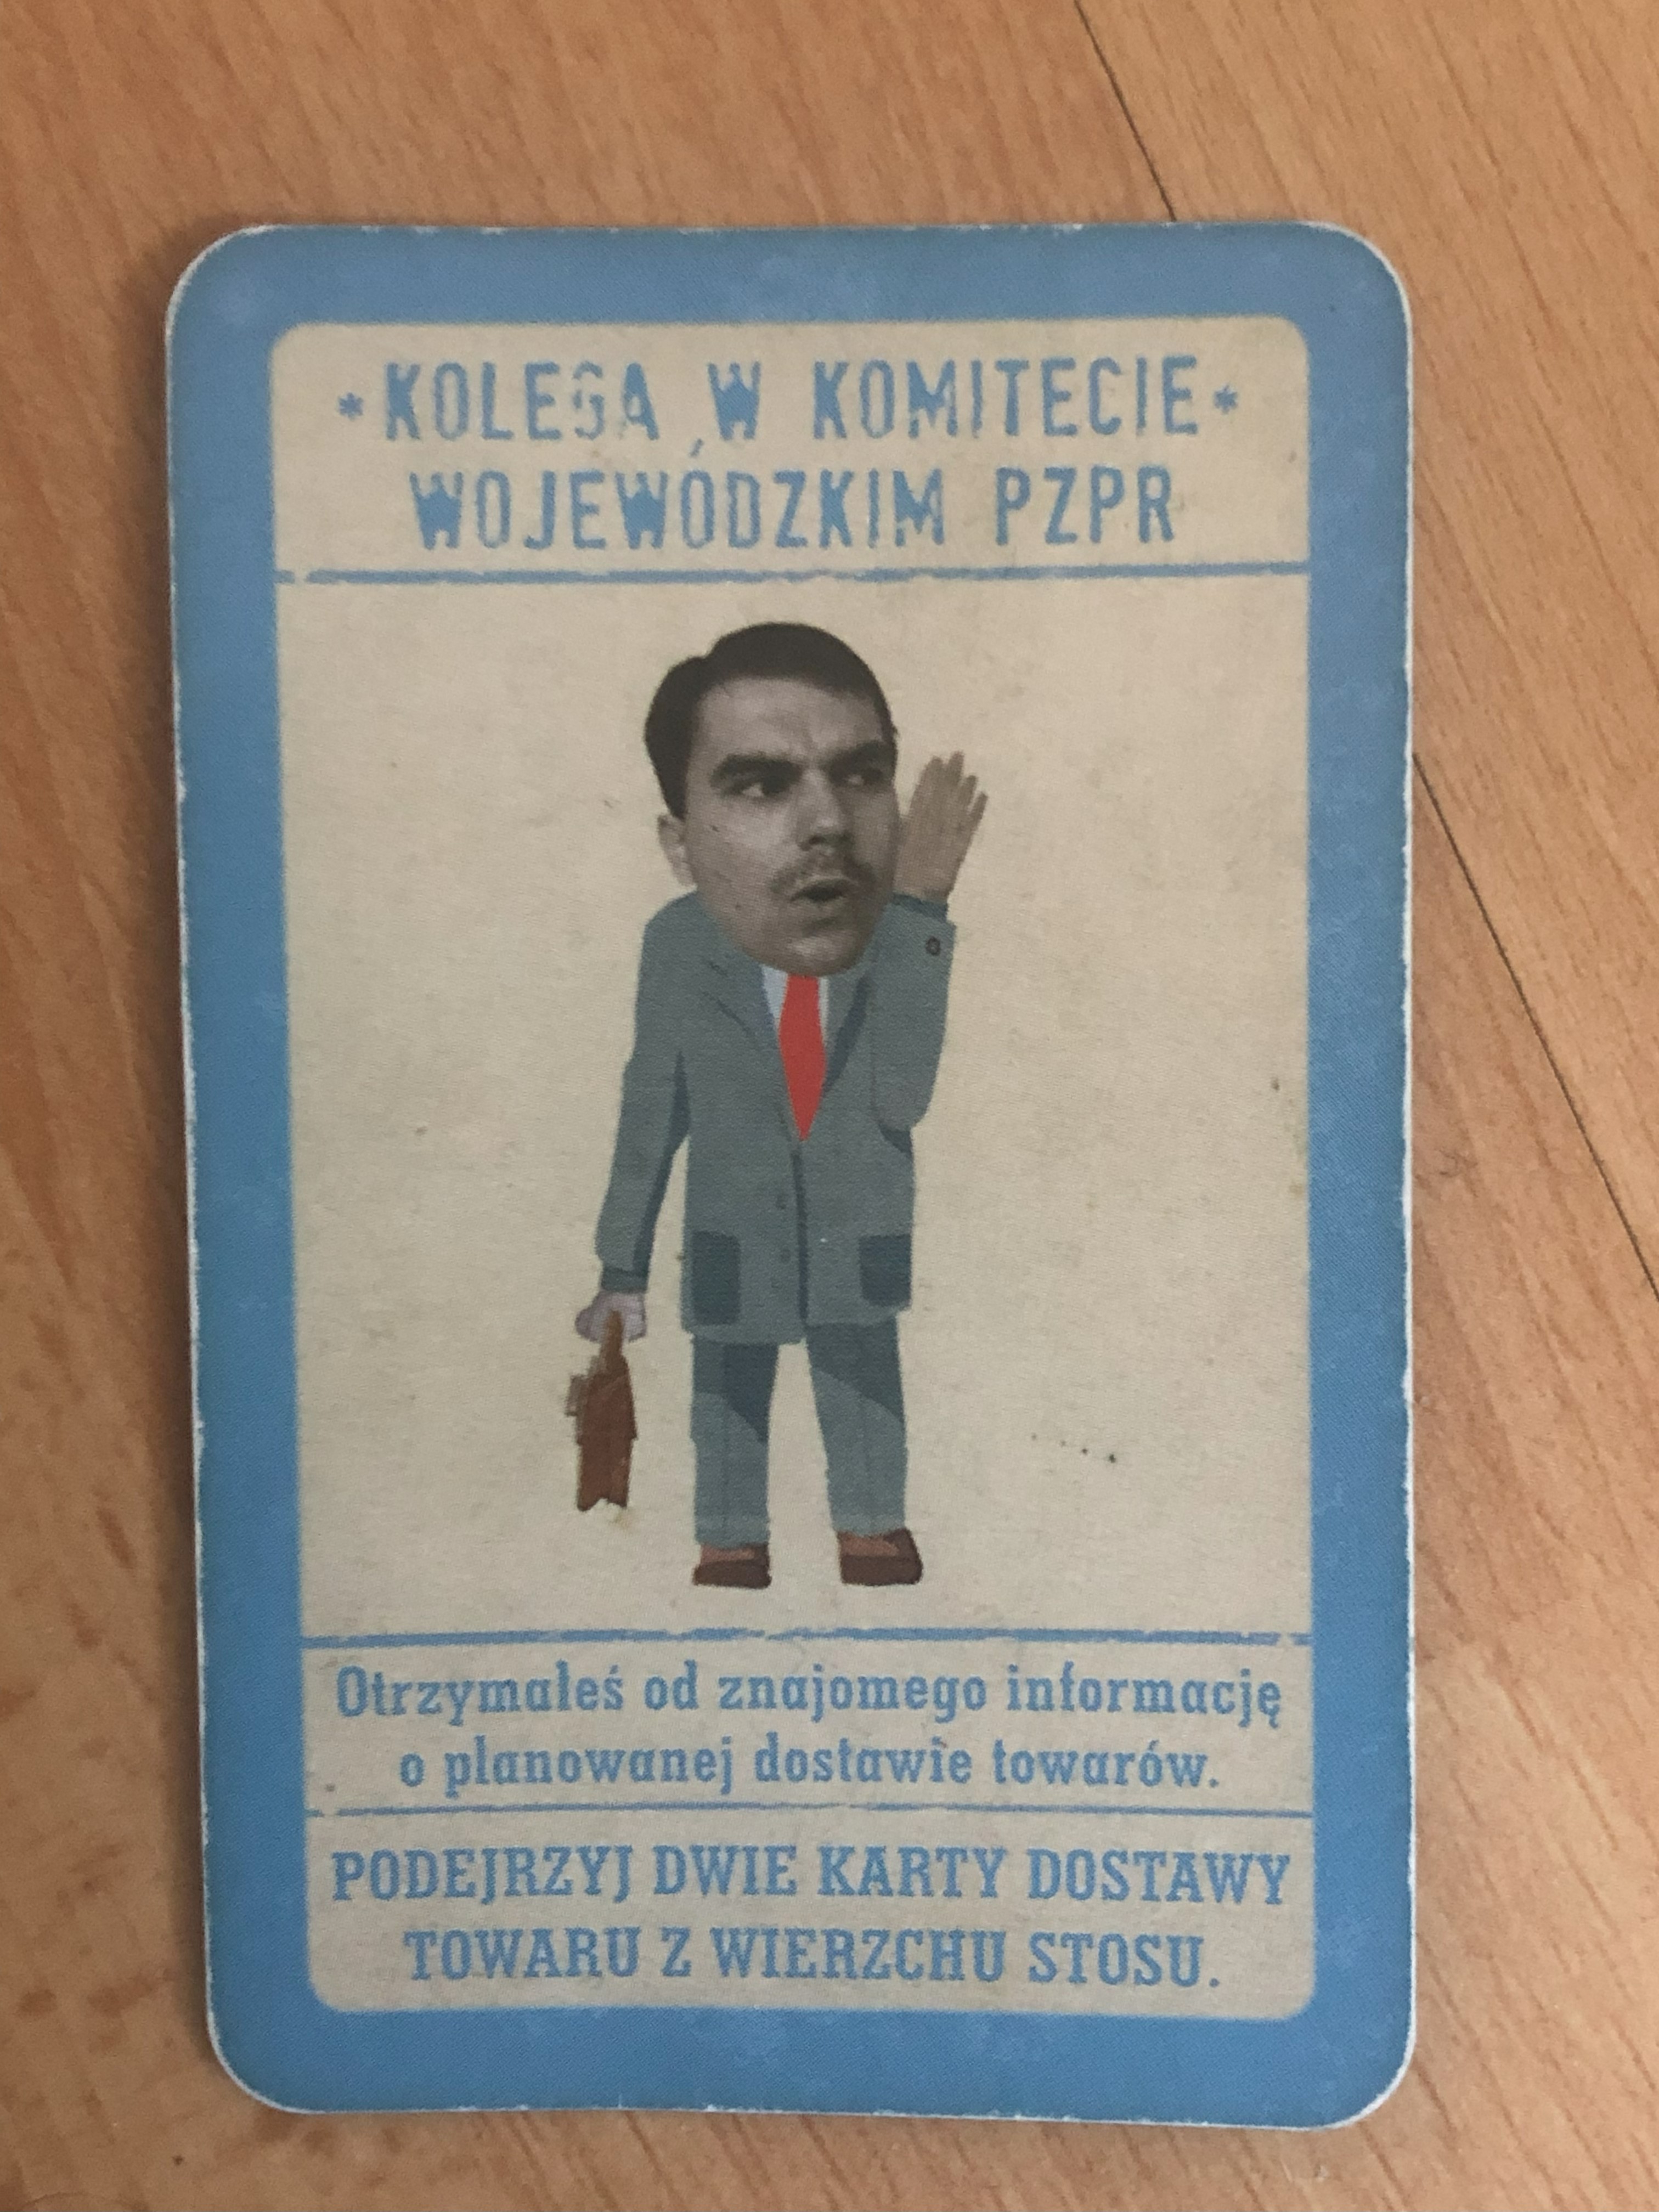 * KOLEGA W KOMITECIE *
WOJEWÓDZKIM PZPR
Otrzymałeś od znajomego informację
o planowanej dostawie towarów.
PODEJRZYJ DWIE KARTY DOSTAWY
TOWARU Z WIERZCHU STOSU.